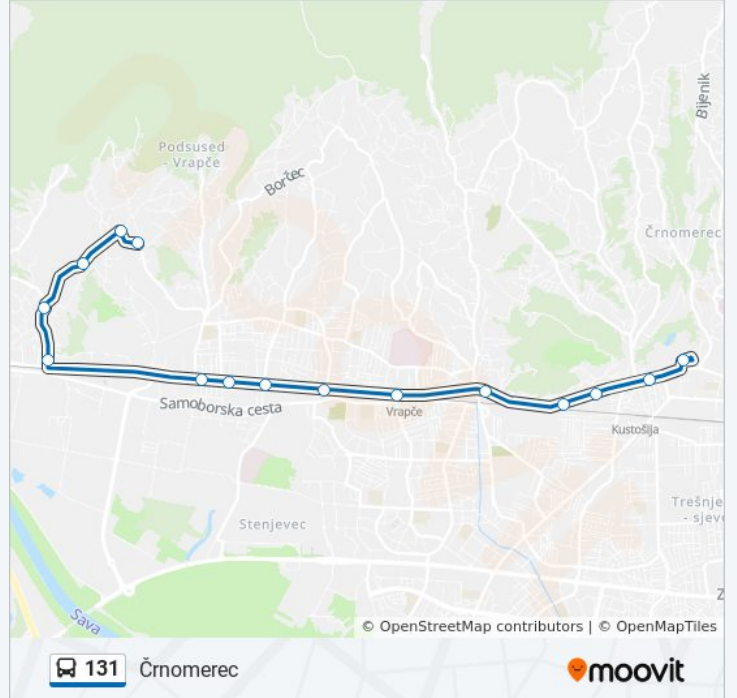 Bijenik
Podsused
- Vrapče
Borčec
Črnomerec
Samoborska cesta
Vrapče
Kustošija
Trešnje
- sjev
Stenjevec
Z
Sava
© OpenStreetMap contributors | © OpenMapTiles
131 Črnomerec
moovit